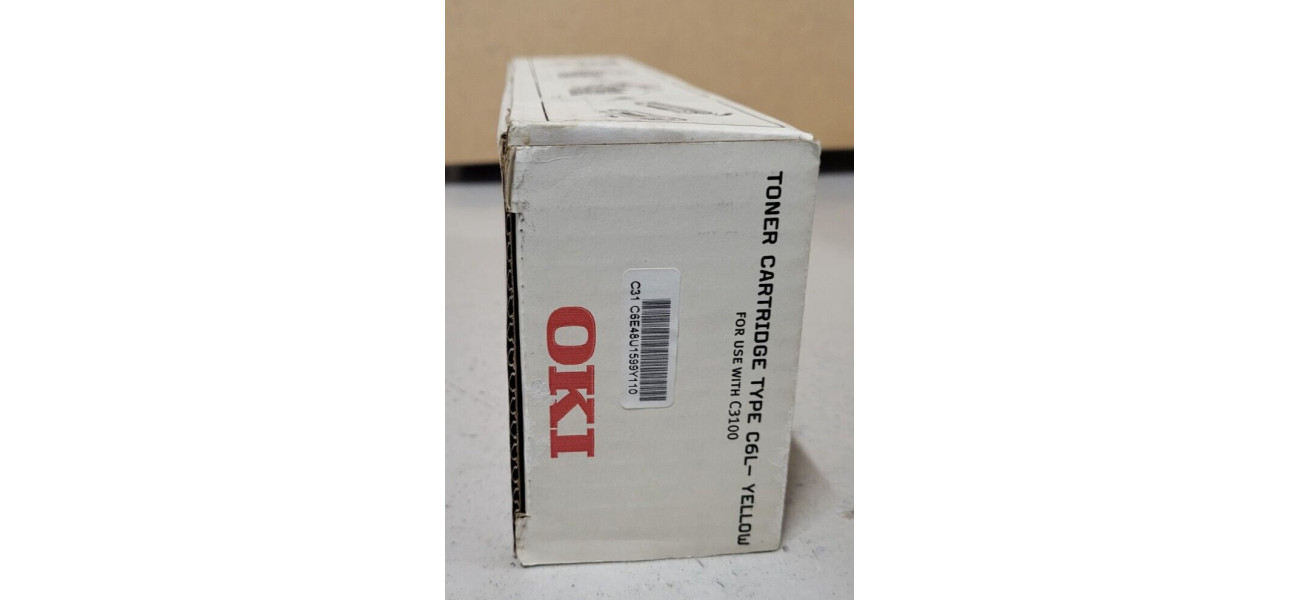 TONER CARTRIDGE TYPE C6L– YELLOW
FOR USE WITH C3100
C31 C6E48U1599Y110
OKI